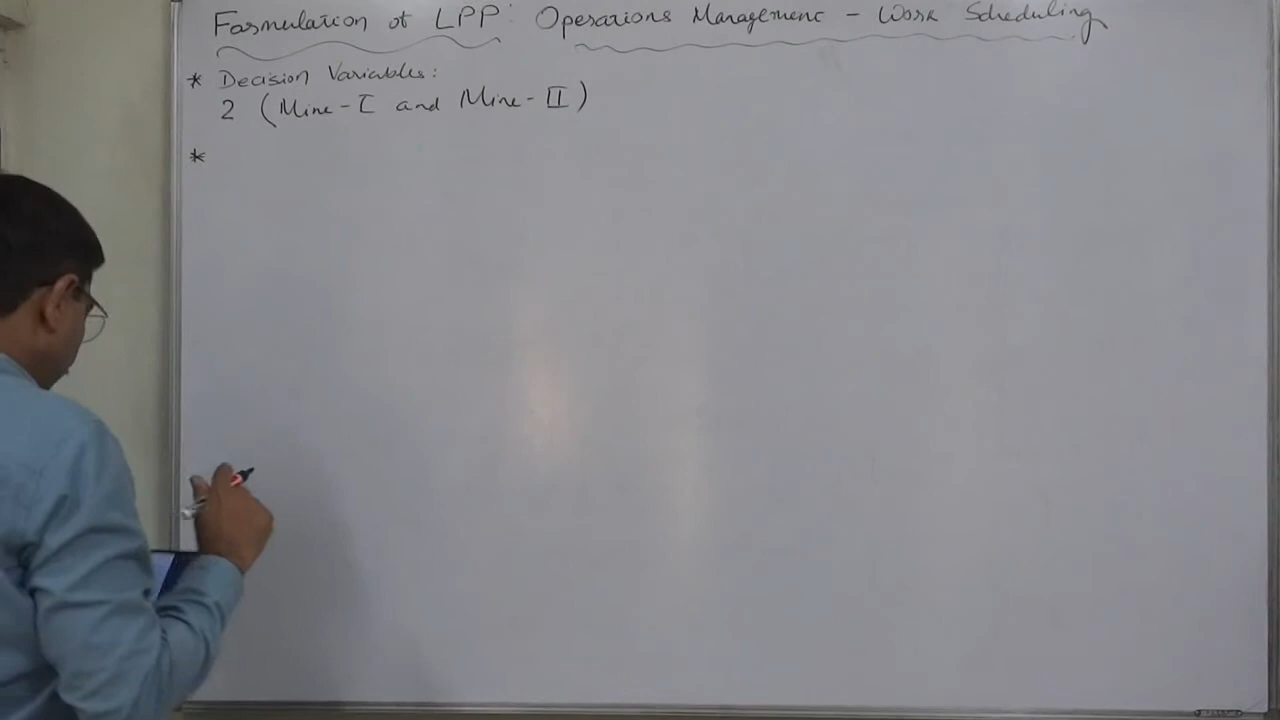 Formulation of LPP: Operations Management - Work Scheduling
* Decision Variables:
2 (Mine-I and Mine-II)
*